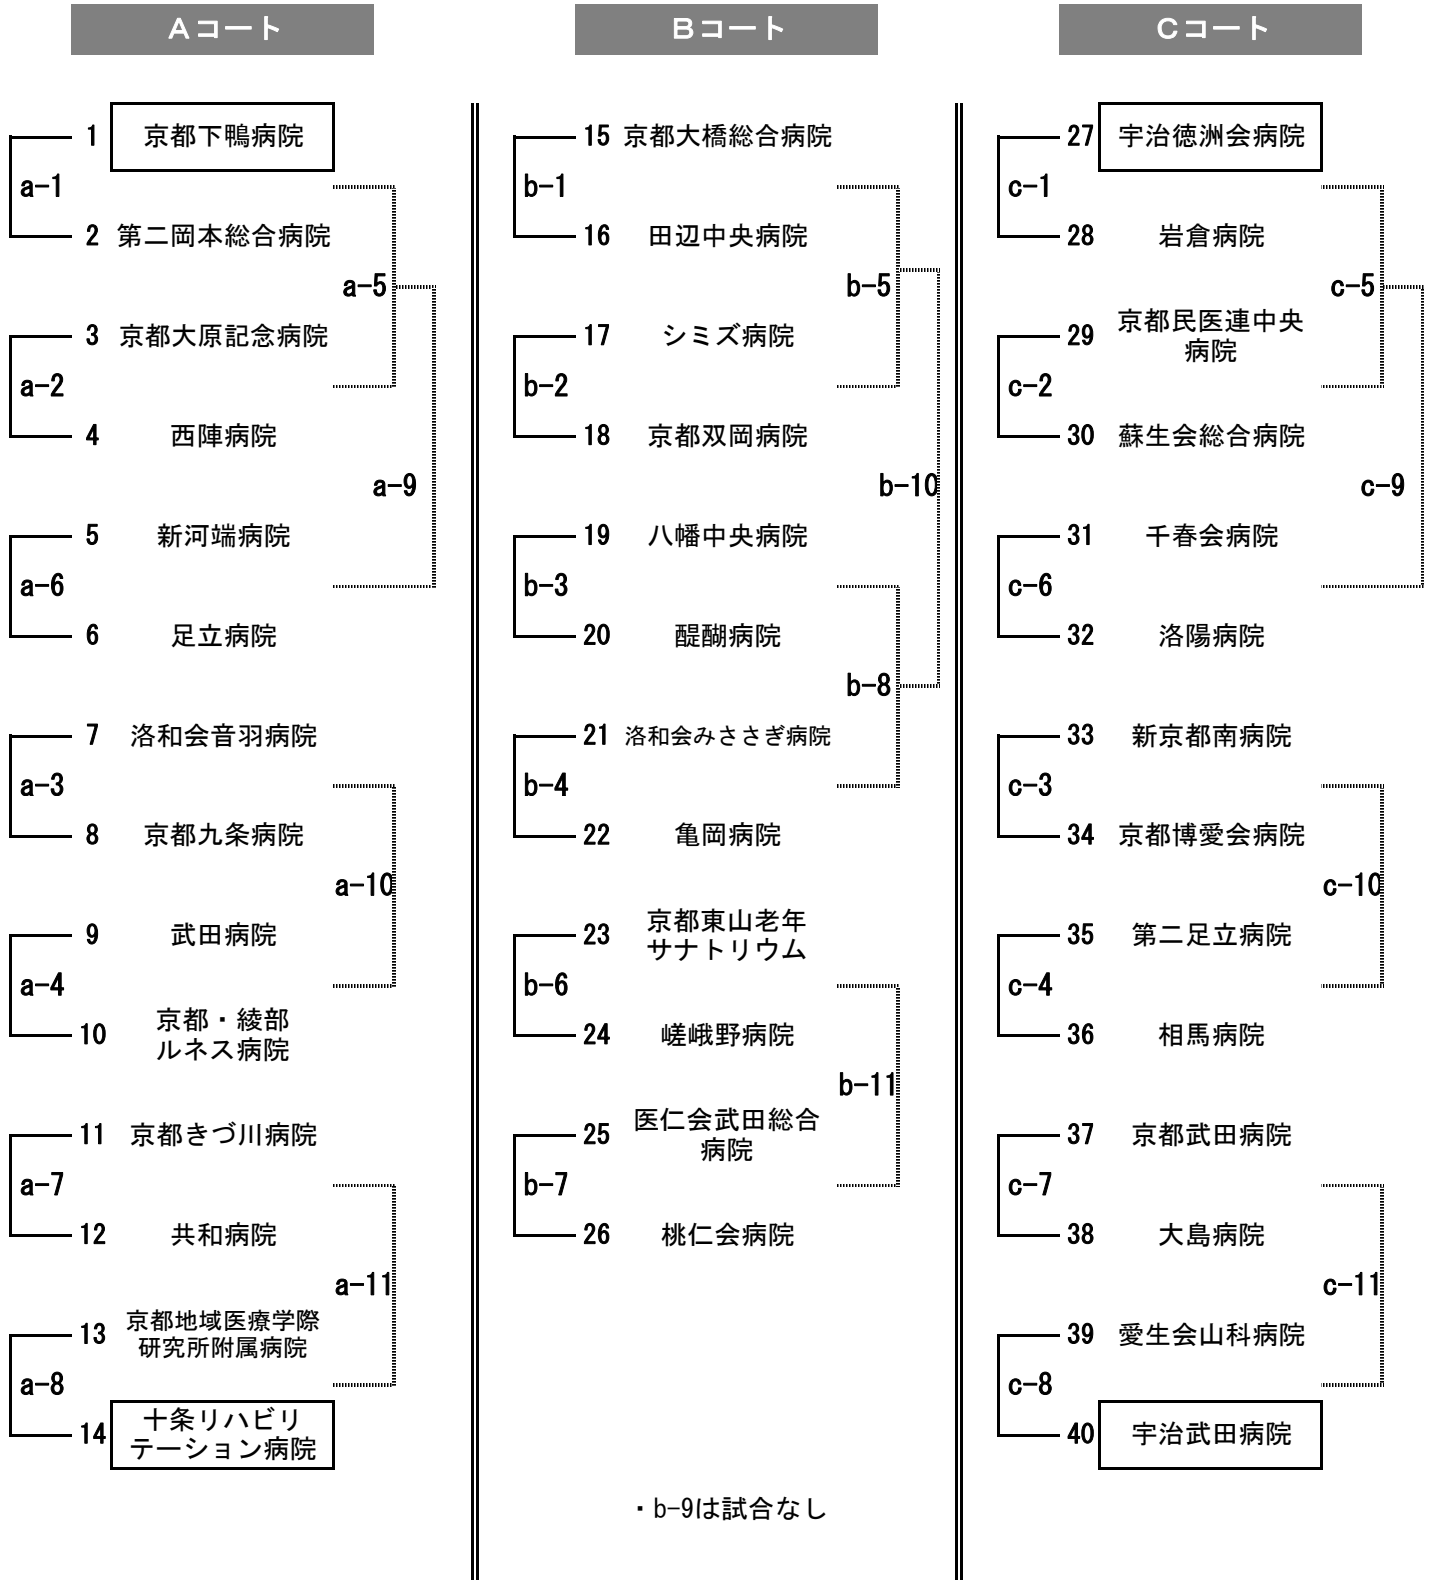 Aコート
1 京都下鴨病院
a-1
2 第二岡本総合病院
a-5
3 京都大原記念病院
a-2
4 西陣病院
a-9
5 新河端病院
a-6
6 足立病院
7 洛和会音羽病院
a-3
8 京都九条病院
a-10
9 武田病院
a-4
10 京都・綾部
ルネス病院
11 京都きづ川病院
a-7
12 共和病院
a-11
13 京都地域医療学際
研究所附属病院
a-8
14 十条リハビリ
テーション病院
Bコート
15 京都大橋総合病院
b-1
16 田辺中央病院
b-5
17 シミズ病院
b-2
18 京都双岡病院
b-10
19 八幡中央病院
b-3
20 醍醐病院
b-8
21 洛和会みささぎ病院
b-4
22 亀岡病院
23 京都東山老年
サナトリウム
b-6
24 嵯峨野病院
b-11
25 医仁会武田総合
病院
b-7
26 桃仁会病院
・b-9は試合なし
Cコート
27 宇治徳洲会病院
c-1
28 岩倉病院
c-5
29 京都民医連中央
病院
c-2
30 蘇生会総合病院
c-9
31 千春会病院
c-6
32 洛陽病院
33 新京都南病院
c-3
34 京都博愛会病院
c-10
35 第二足立病院
c-4
36 相馬病院
37 京都武田病院
c-7
38 大島病院
c-11
39 愛生会山科病院
c-8
40 宇治武田病院